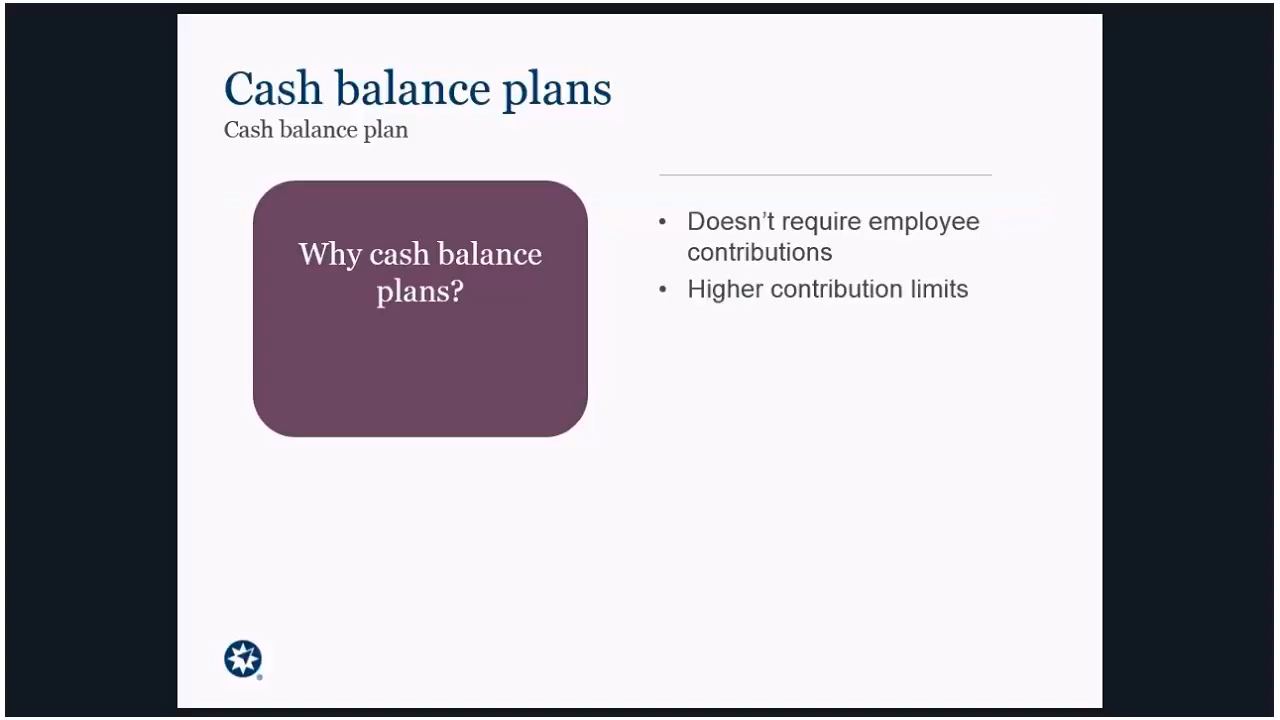 Cash balance plans
Cash balance plan
Why cash balance
plans?
• Doesn’t require employee
contributions
• Higher contribution limits